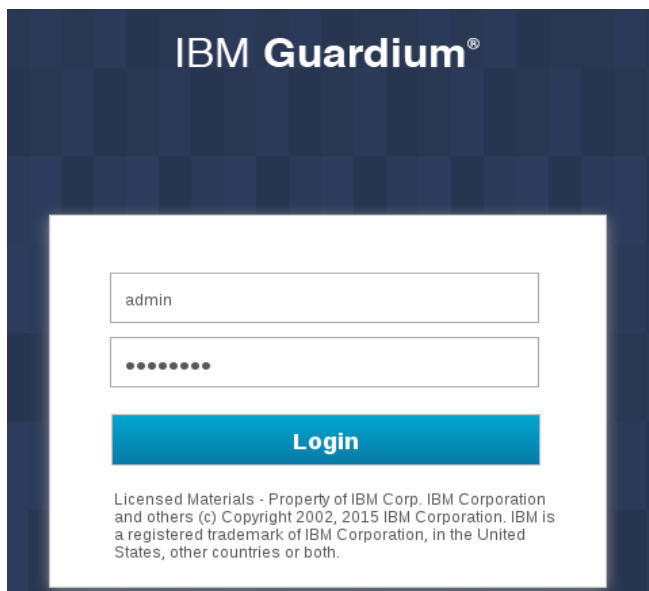 IBM Guardium®
admin
••••••••
Login
Licensed Materials - Property of IBM Corp. IBM Corporation
and others (c) Copyright 2002, 2015 IBM Corporation. IBM is
a registered trademark of IBM Corporation, in the United
States, other countries or both.